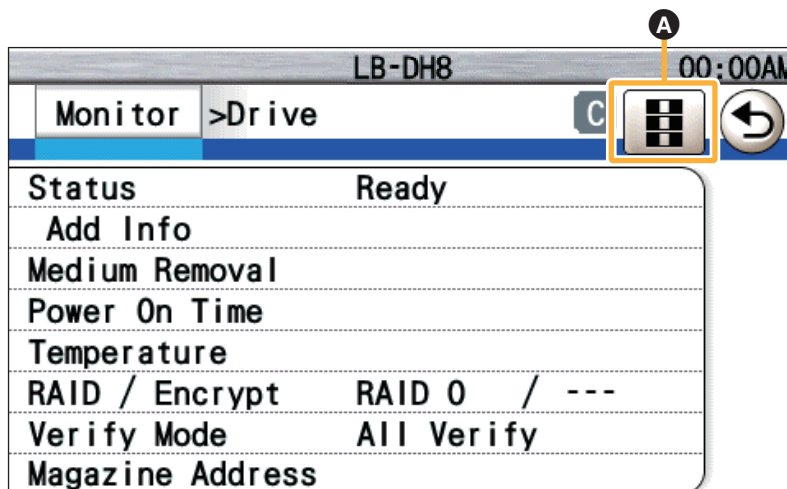 A
LB-DH8 00:00AM
Monitor >Drive C
Status Ready
Add Info
Medium Removal
Power On Time
Temperature
RAID / Encrypt RAID 0 / ---
Verify Mode All Verify
Magazine Address